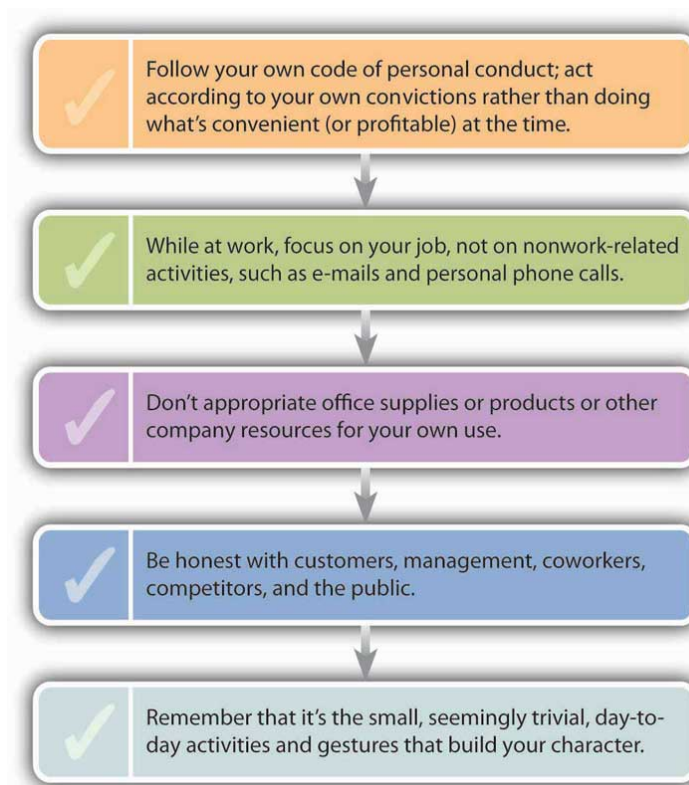 Follow your own code of personal conduct; act
according to your own convictions rather than doing
what’s convenient (or profitable) at the time.
While at work, focus on your job, not on nonwork-related
activities, such as e-mails and personal phone calls.
Don’t appropriate office supplies or products or other
company resources for your own use.
Be honest with customers, management, coworkers,
competitors, and the public.
Remember that it’s the small, seemingly trivial, day-to-
day activities and gestures that build your character.